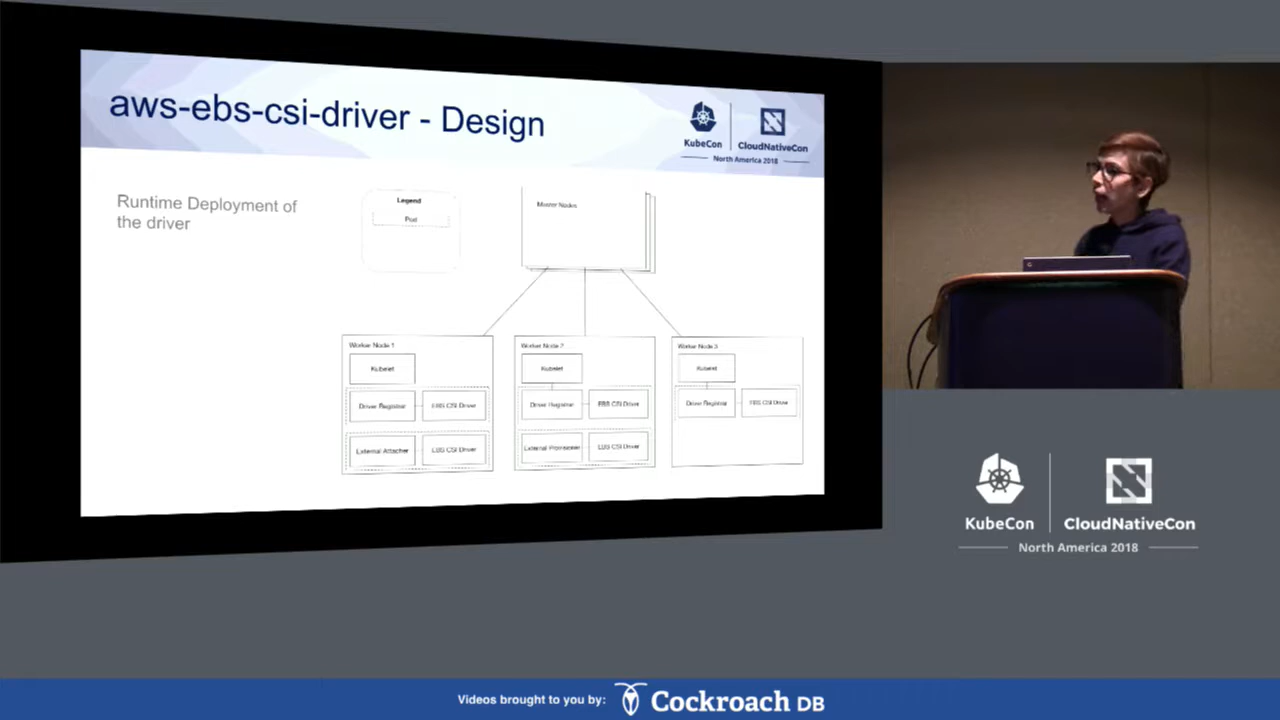 aws-ebs-csi-driver - Design
KubeCon
CloudNativeCon
North America 2018
Runtime Deployment of
the driver
Legend
Pod
Master Nodes
Worker Node 1
Kubelet
Driver Registrar
EBS CSI Driver
External Attacher
EBS CSI Driver
Worker Node 2
Kubelet
Driver Registrar
EBS CSI Driver
External Provisioner
EBS CSI Driver
Worker Node 3
Kubelet
Driver Registrar
EBS CSI Driver
KubeCon
CloudNativeCon
North America 2018
Videos brought to you by:
Cockroach DB